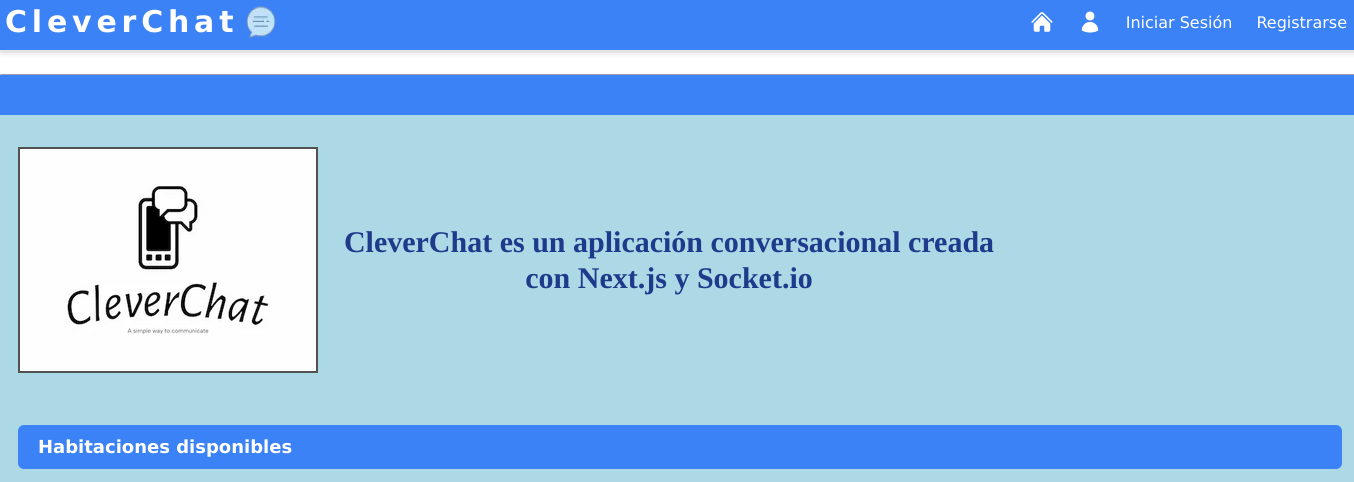 CleverChat
Iniciar Sesión
Registrarse
CleverChat
A simple way to communicate
CleverChat es un aplicación conversacional creada
con Next.js y Socket.io
Habitaciones disponibles